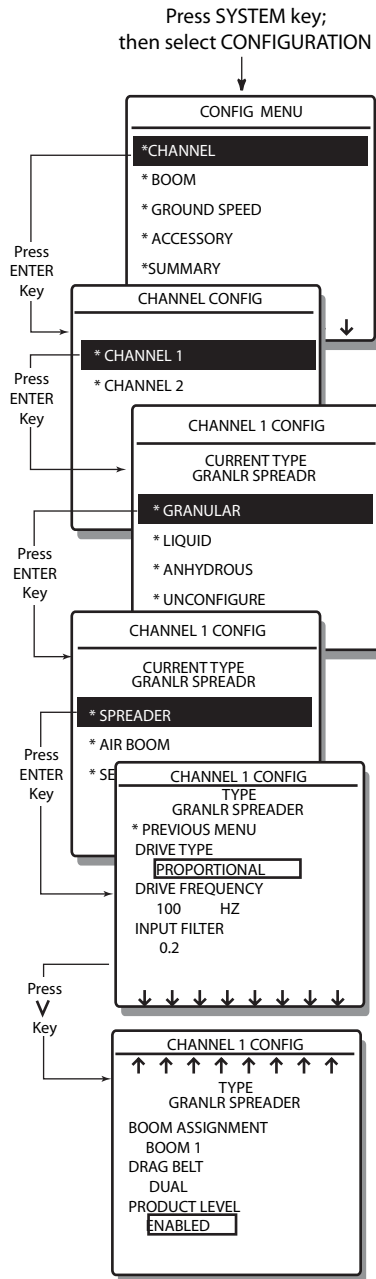 Press SYSTEM key;
then select CONFIGURATION
CONFIG MENU
*CHANNEL
* BOOM
* GROUND SPEED
* ACCESSORY
*SUMMARY
↓
Press
ENTER
Key
CHANNEL CONFIG
* CHANNEL 1
* CHANNEL 2
Press
ENTER
Key
CHANNEL 1 CONFIG
CURRENT TYPE
GRANLR SPREADR
* GRANULAR
* LIQUID
* ANHYDROUS
* UNCONFIGURE
Press
ENTER
Key
CHANNEL 1 CONFIG
CURRENT TYPE
GRANLR SPREADR
* SPREADER
* AIR BOOM
* SE
Press
ENTER
Key
CHANNEL 1 CONFIG
TYPE
GRANLR SPREADER
* PREVIOUS MENU
DRIVE TYPE
PROPORTIONAL
DRIVE FREQUENCY
100 HZ
INPUT FILTER
0.2
↓ ↓ ↓ ↓ ↓ ↓ ↓ ↓
Press
V
Key
CHANNEL 1 CONFIG
↑ ↑ ↑ ↑ ↑ ↑ ↑ ↑
TYPE
GRANLR SPREADER
BOOM ASSIGNMENT
BOOM 1
DRAG BELT
DUAL
PRODUCT LEVEL
ENABLED